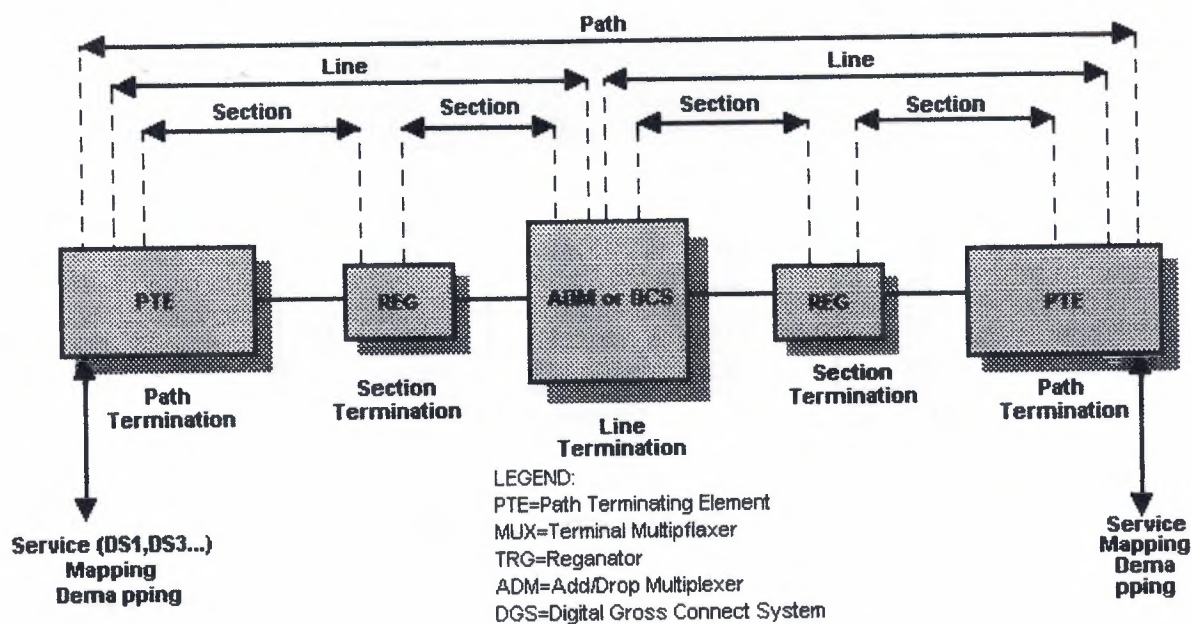 Path
Line
Line
Section
Section
Section
Section
PTE
REG
ADM or BCS
REG
PTE
Path
Termination
Section
Termination
Line
Termination
Section
Termination
Path
Termination
Service (DS1,DS3...)
Mapping
Dema pping
LEGEND:
PTE=Path Terminating Element
MUX=Terminal Multipflaxer
TRG=Reganator
ADM=Add/Drop Multiplexer
DGS=Digital Gross Connect System
Service
Mapping
Dema
pping